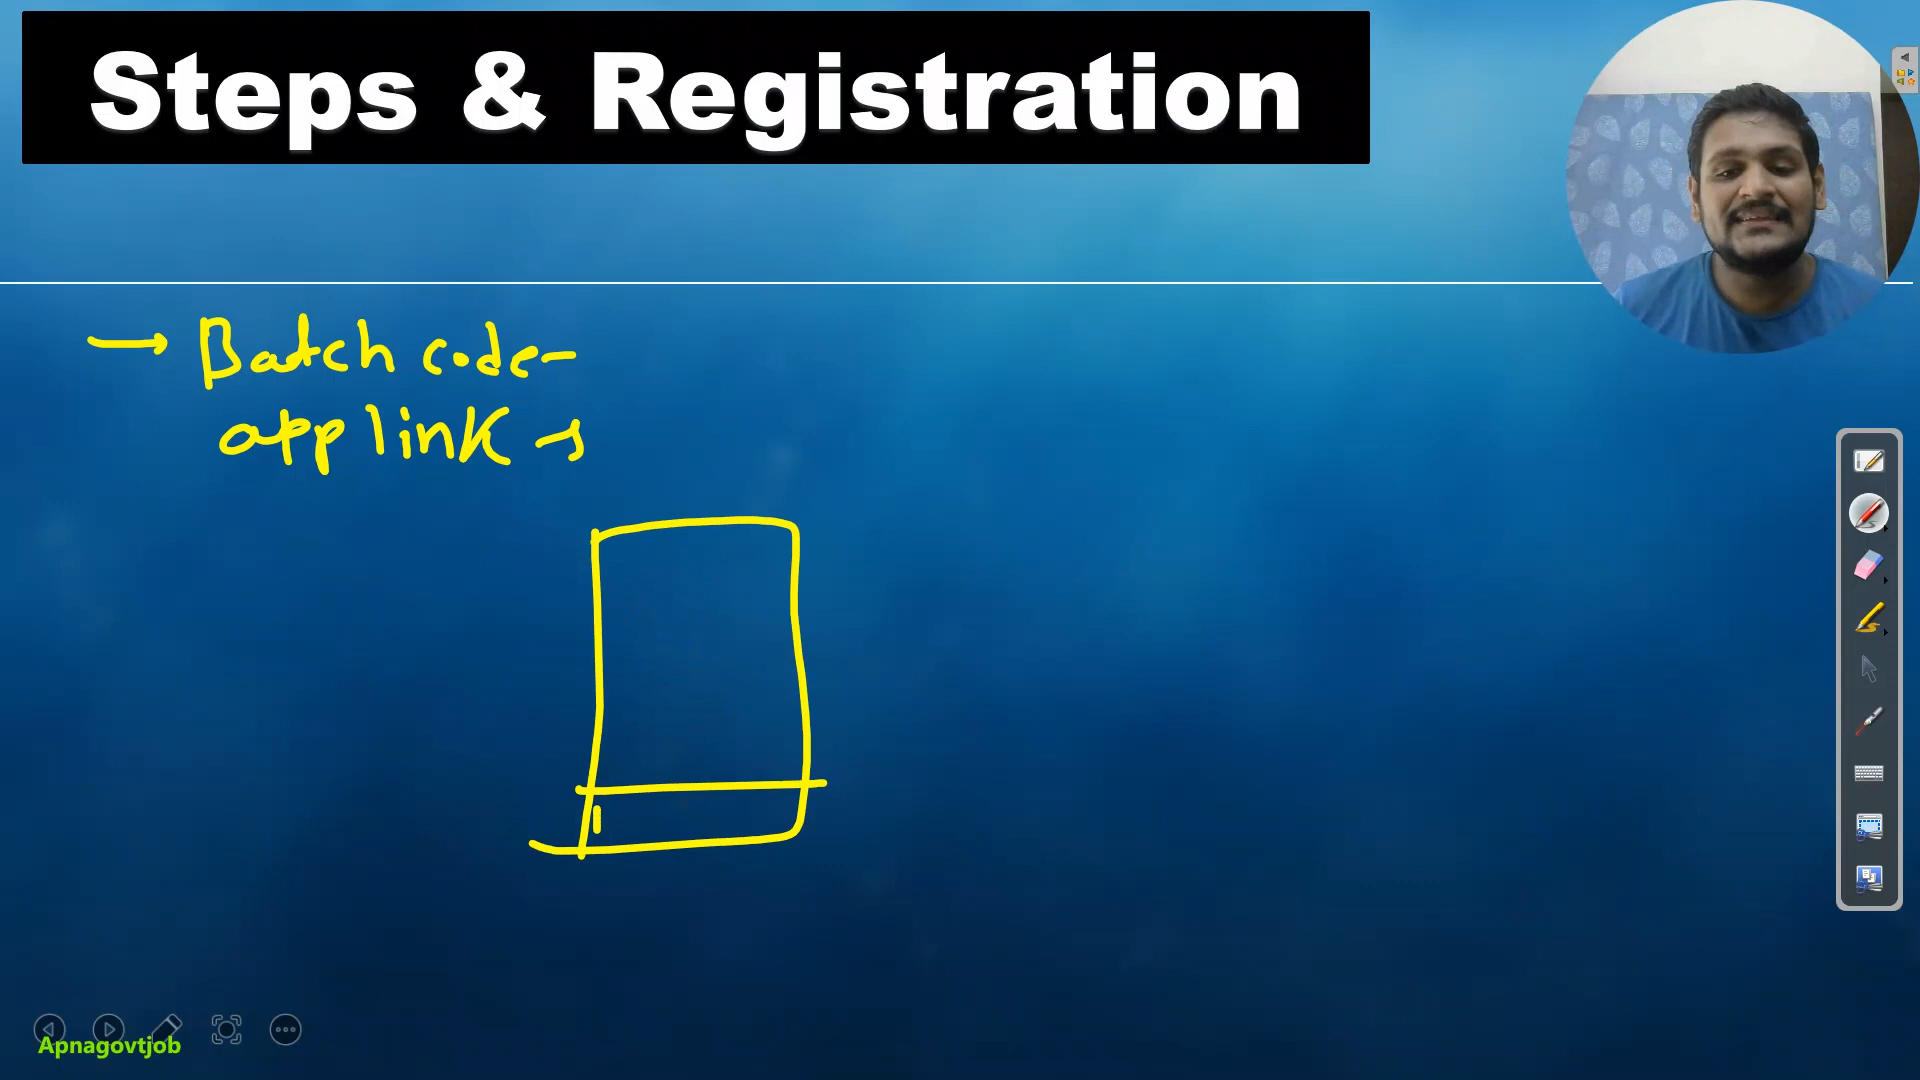 Steps & Registration
→ Batch code-
app link →
Apnagovtjob